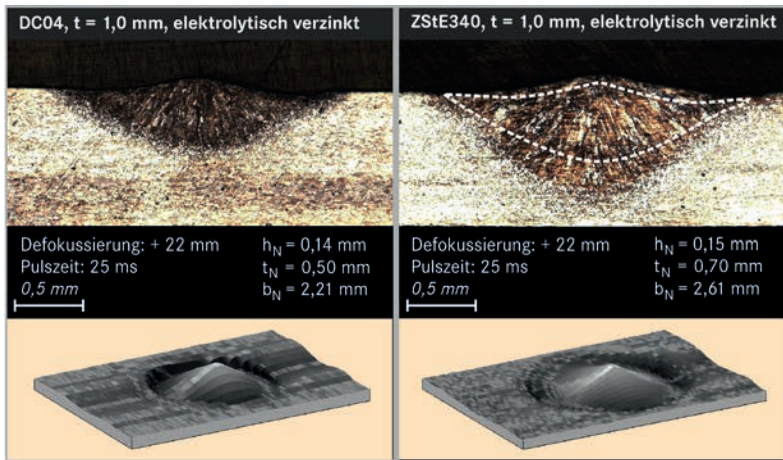 DC04, t = 1,0 mm, elektrolytisch verzinkt
Defokussierung: + 22 mm
Pulszeit: 25 ms
0,5 mm
h_N = 0,14 mm
t_N = 0,50 mm
b_N = 2,21 mm
ZStE340, t = 1,0 mm, elektrolytisch verzinkt
Defokussierung: + 22 mm
Pulszeit: 25 ms
0,5 mm
h_N = 0,15 mm
t_N = 0,70 mm
b_N = 2,61 mm